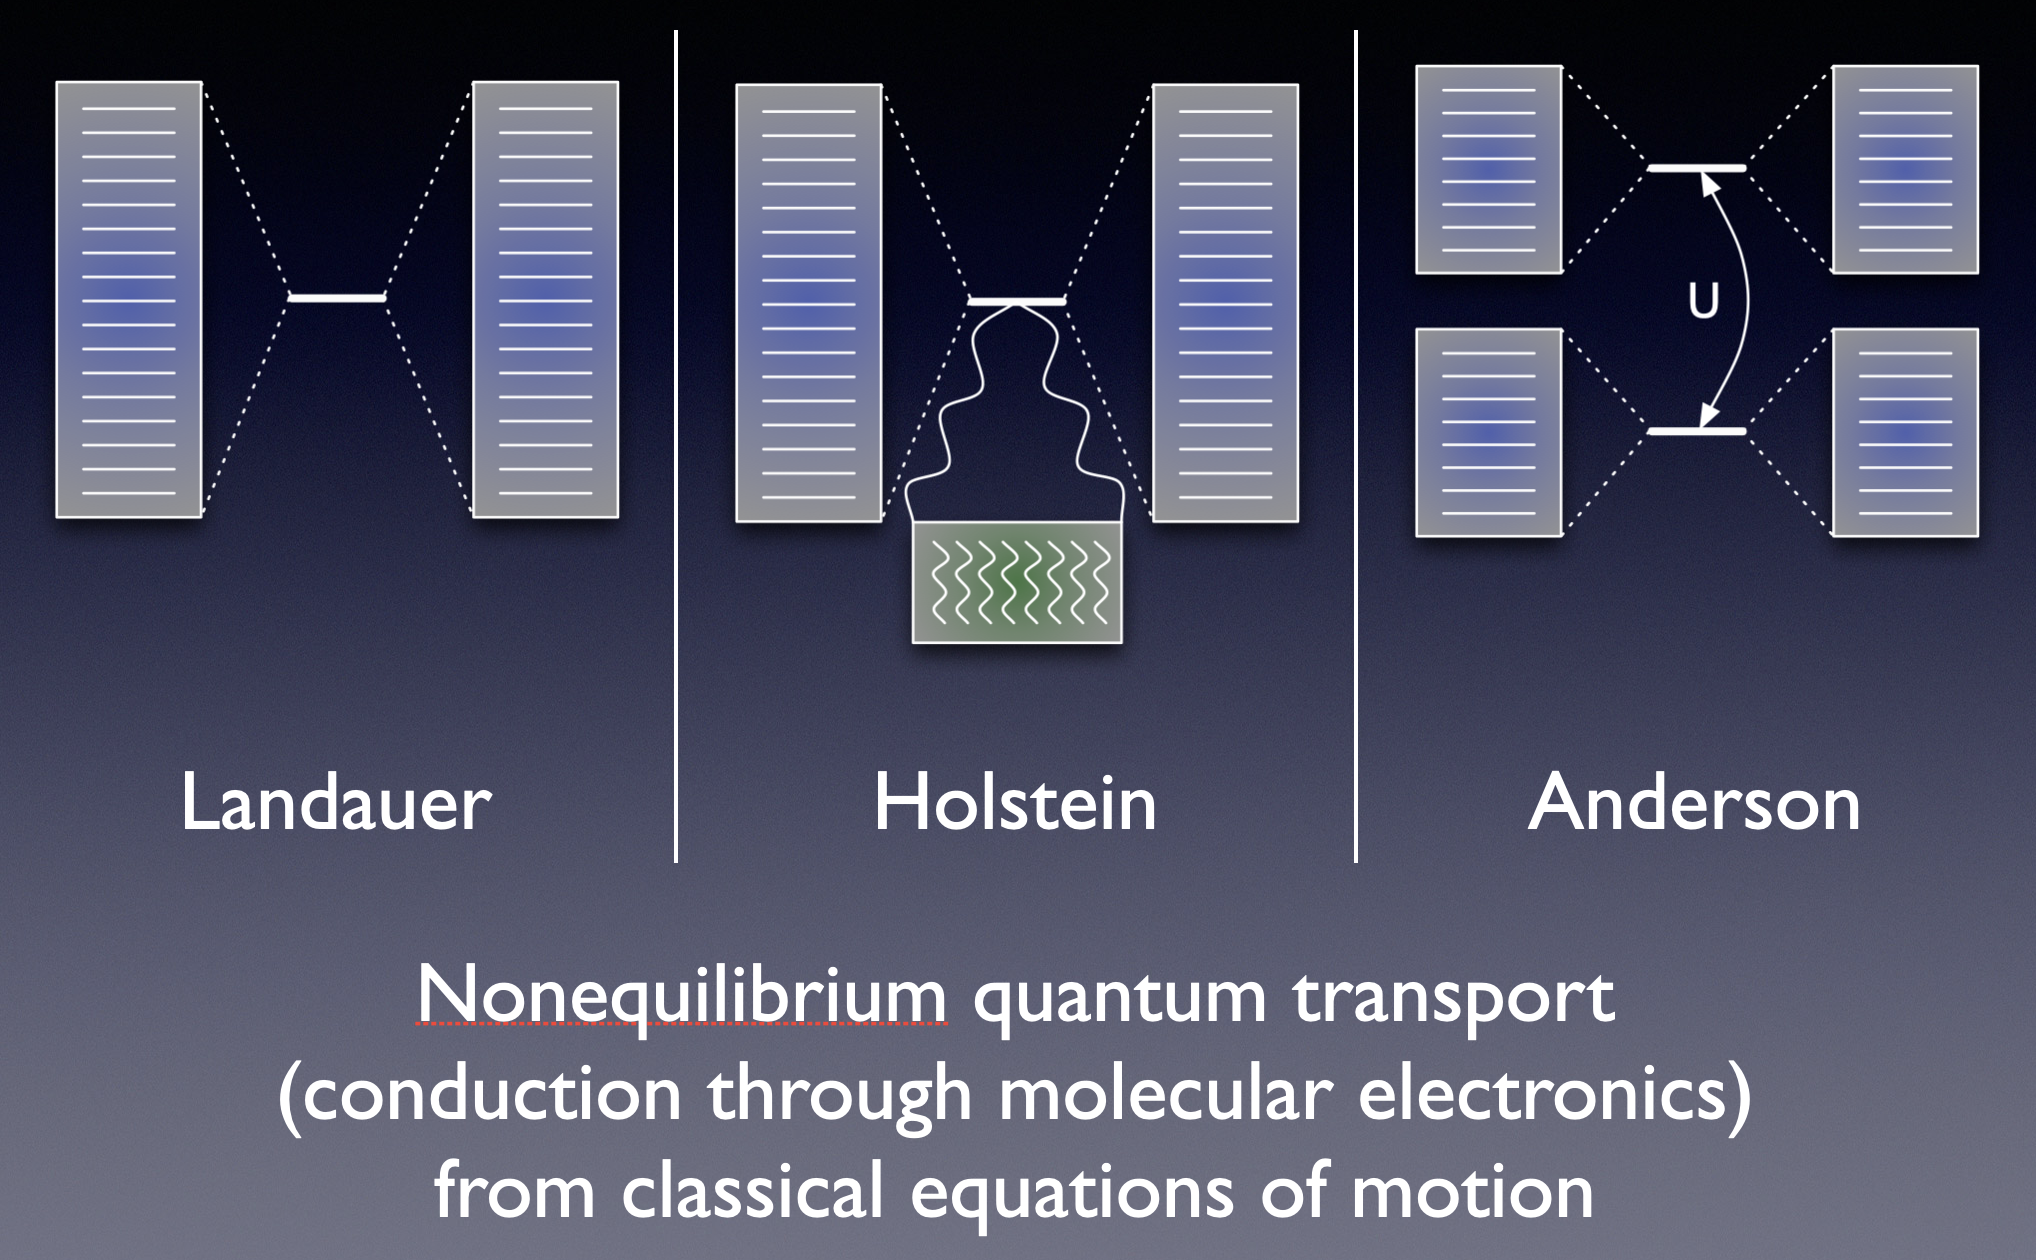 U
Landauer
Holstein
Anderson
Nonequilibrium quantum transport
(conduction through molecular electronics)
from classical equations of motion